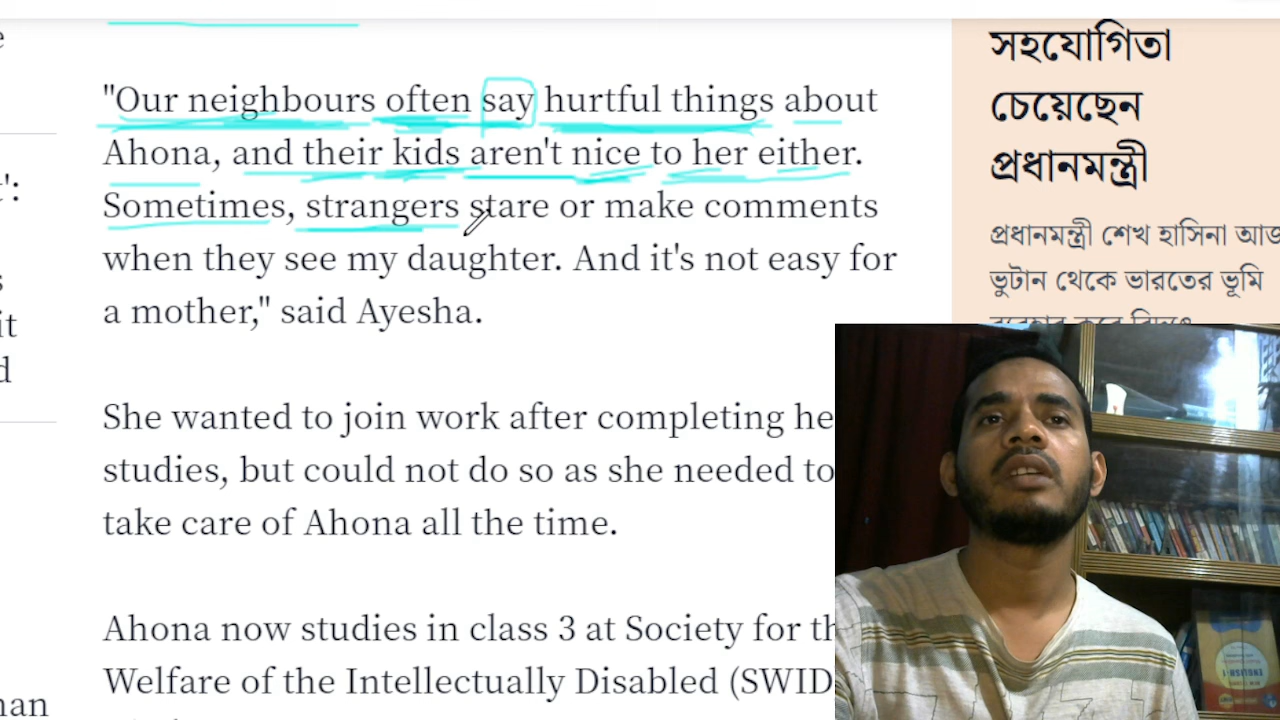 "Our neighbours often say hurtful things about
Ahona, and their kids aren't nice to her either.
Sometimes, strangers stare or make comments
when they see my daughter. And it's not easy for
a mother," said Ayesha.
She wanted to join work after completing he
studies, but could not do so as she needed to
take care of Ahona all the time.
Ahona now studies in class 3 at Society for th
Welfare of the Intellectually Disabled (SWID
সহযোগিতা
চেয়েছেন
প্রধানমন্ত্রী
প্রধানমন্ত্রী শেখ হাসিনা আজ
ভুটান থেকে ভারতের ভূমি
e
t':
s
it
d
nan